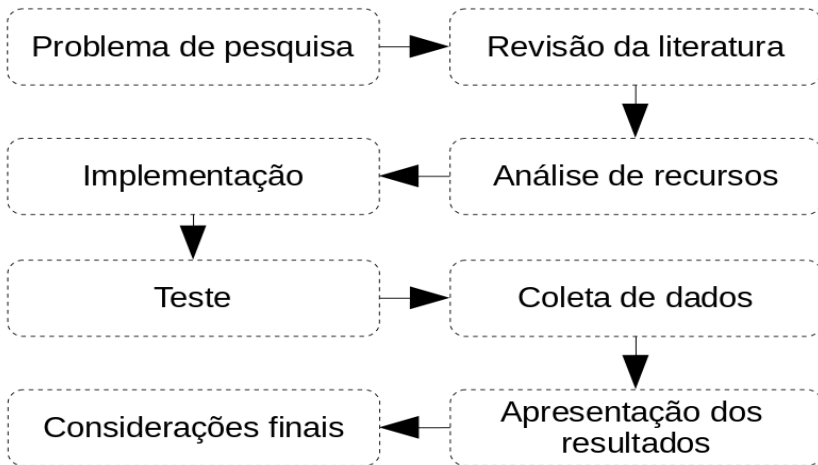 Problema de pesquisa
Revisão da literatura
Implementação
Análise de recursos
Teste
Coleta de dados
Considerações finais
Apresentação dos
resultados